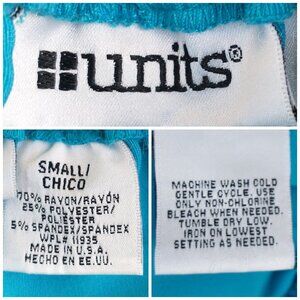 units®
SMALL/
CHICO
70% RAYON/RAYÓN
25% POLYESTER/
POLIÉSTER
5% SPANDEX/SPANDEX
WPL# 11935
MADE IN U.S.A.
HECHO EN EE.UU.
MACHINE WASH COLD
GENTLE CYCLE. USE
ONLY NON-CHLORINE
BLEACH WHEN NEEDED.
TUMBLE DRY LOW.
IRON ON LOWEST
SETTING AS NEEDED.